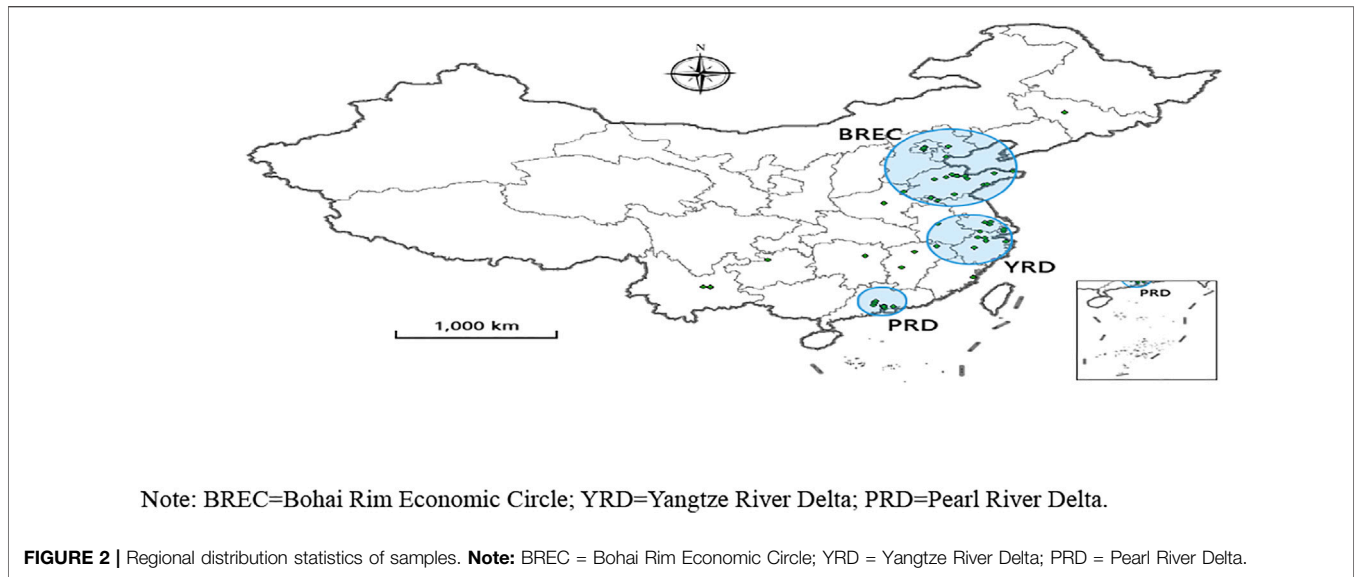 N
BREC
YRD
PRD
1,000 km
PRD
Note: BREC=Bohai Rim Economic Circle; YRD=Yangtze River Delta; PRD=Pearl River Delta.
FIGURE 2 | Regional distribution statistics of samples. Note: BREC = Bohai Rim Economic Circle; YRD = Yangtze River Delta; PRD = Pearl River Delta.